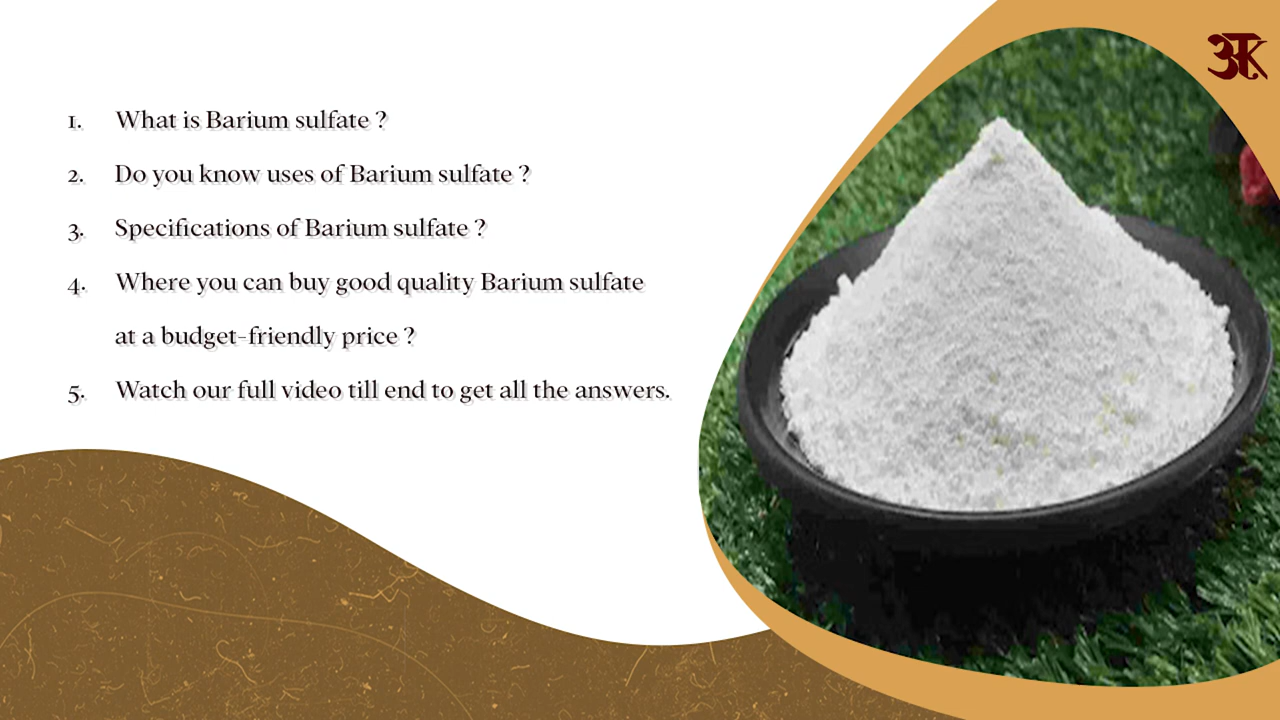 1. What is Barium sulfate ?
2. Do you know uses of Barium sulfate ?
3. Specifications of Barium sulfate ?
4. Where you can buy good quality Barium sulfate
at a budget-friendly price ?
5. Watch our full video till end to get all the answers.